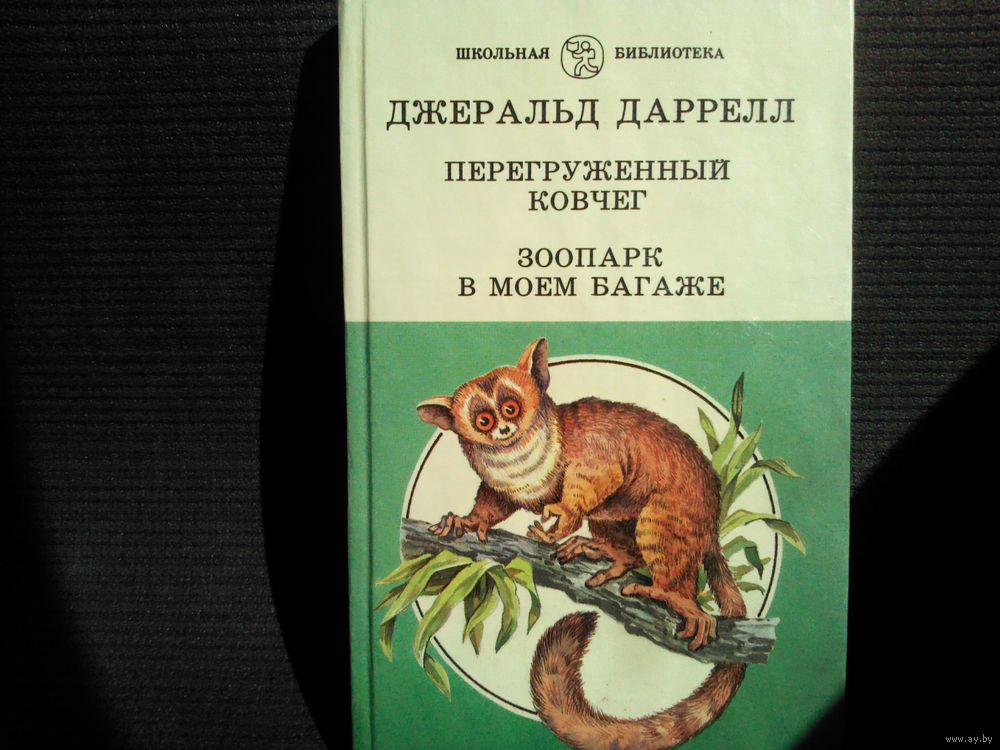 ШКОЛЬНАЯ БИБЛИОТЕКА
ДЖЕРАЛЬД ДАРРЕЛЛ
ПЕРЕГРУЖЕННЫЙ
КОВЧЕГ
ЗООПАРК
В МОЕМ БАГАЖЕ
www.ay.by